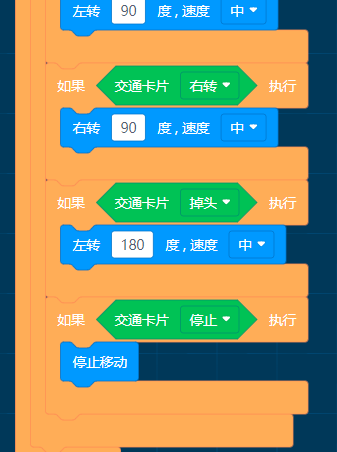 左转 90 度 , 速度 中
如果 交通卡片 右转 执行
右转 90 度 , 速度 中
如果 交通卡片 掉头 执行
左转 180 度 , 速度 中
如果 交通卡片 停止 执行
停止移动